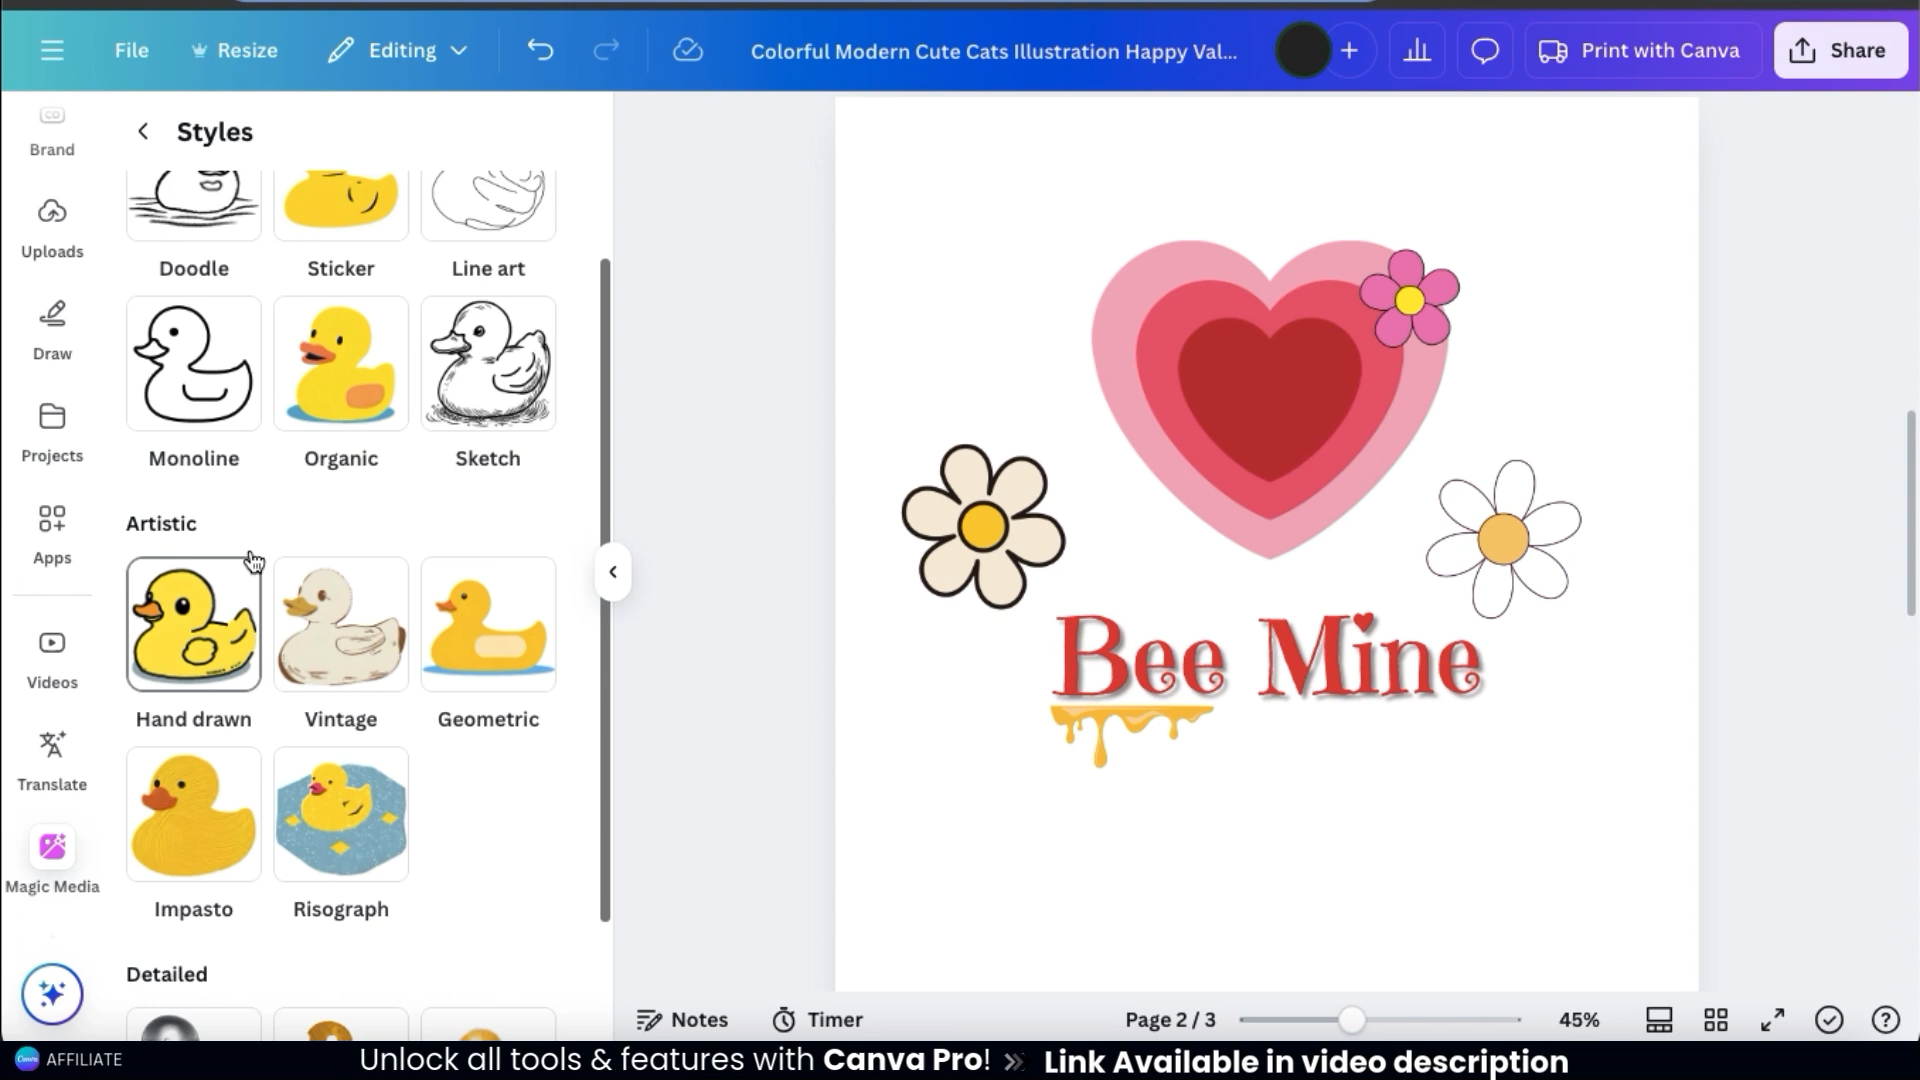 File
Resize
Editing
Colorful Modern Cute Cats Illustration Happy Val...
Print with Canva
Share
CO
Brand
Uploads
Draw
Projects
Apps
Videos
Translate
Magic Media
Styles
Doodle
Sticker
Line art
Monoline
Organic
Sketch
Artistic
Hand drawn
Vintage
Geometric
Impasto
Risograph
Detailed
Bee Mine
Notes
Timer
Page 2 / 3
45%
Canva
AFFILIATE
Unlock all tools & features with Canva Pro!
Link Available in video description